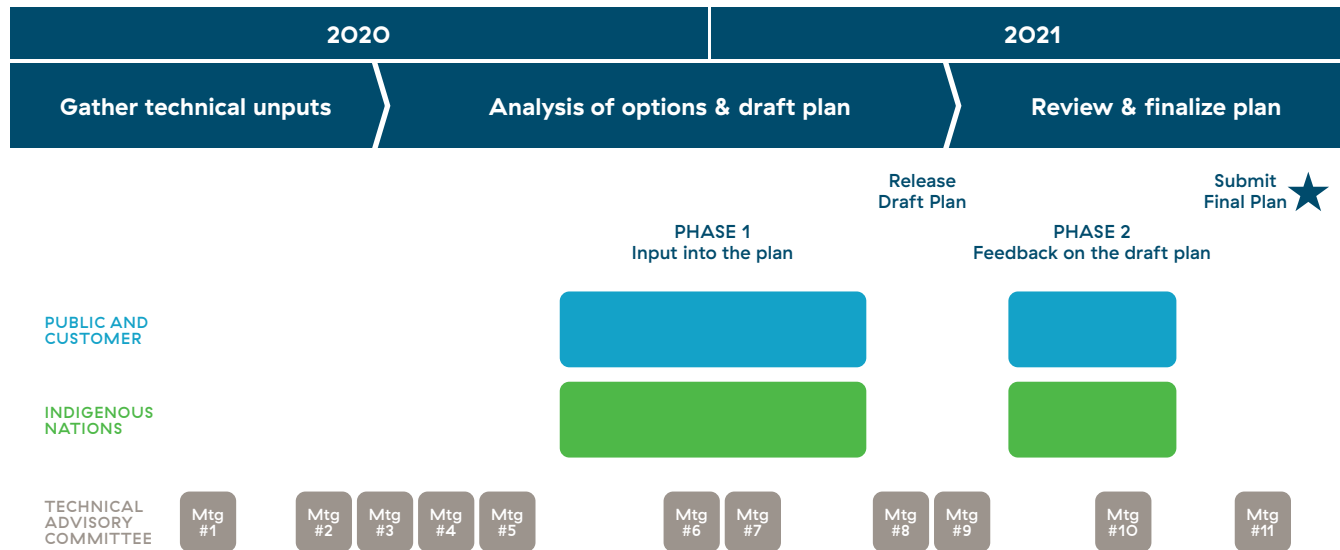 2020
2021
Gather technical unputs
Analysis of options & draft plan
Review & finalize plan
Release
Draft Plan
Submit
Final Plan
PHASE 1
Input into the plan
PHASE 2
Feedback on the draft plan
PUBLIC AND
CUSTOMER
INDIGENOUS
NATIONS
TECHNICAL
ADVISORY
COMMITTEE
Mtg
#1
Mtg
#2
Mtg
#3
Mtg
#4
Mtg
#5
Mtg
#6
Mtg
#7
Mtg
#8
Mtg
#9
Mtg
#10
Mtg
#11